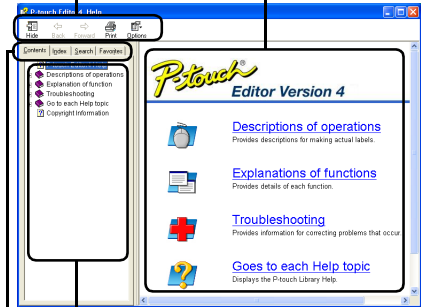 P-touch Editor 4. Help
Hide Back Forward Print Options
Contents Index Search Favorites
Descriptions of operations
Explanation of function
Troubleshooting
Go to each Help topic
Copyright Information
P-touch
Editor Version 4
Descriptions of operations
Provides descriptions for making actual labels.
Explanations of functions
Provides details of each function.
Troubleshooting
Provides information for correcting problems that occur.
Goes to each Help topic
Displays the P-touch Library Help.